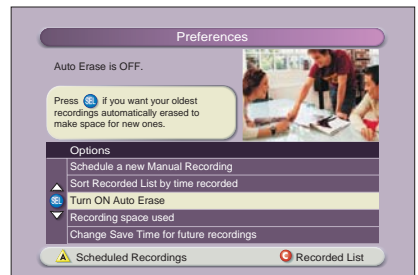 Preferences
Auto Erase is OFF.
Press SEL if you want your oldest
recordings automatically erased to
make space for new ones.
Options
Schedule a new Manual Recording
Sort Recorded List by time recorded
SEL Turn ON Auto Erase
Recording space used
Change Save Time for future recordings
A Scheduled Recordings
C Recorded List